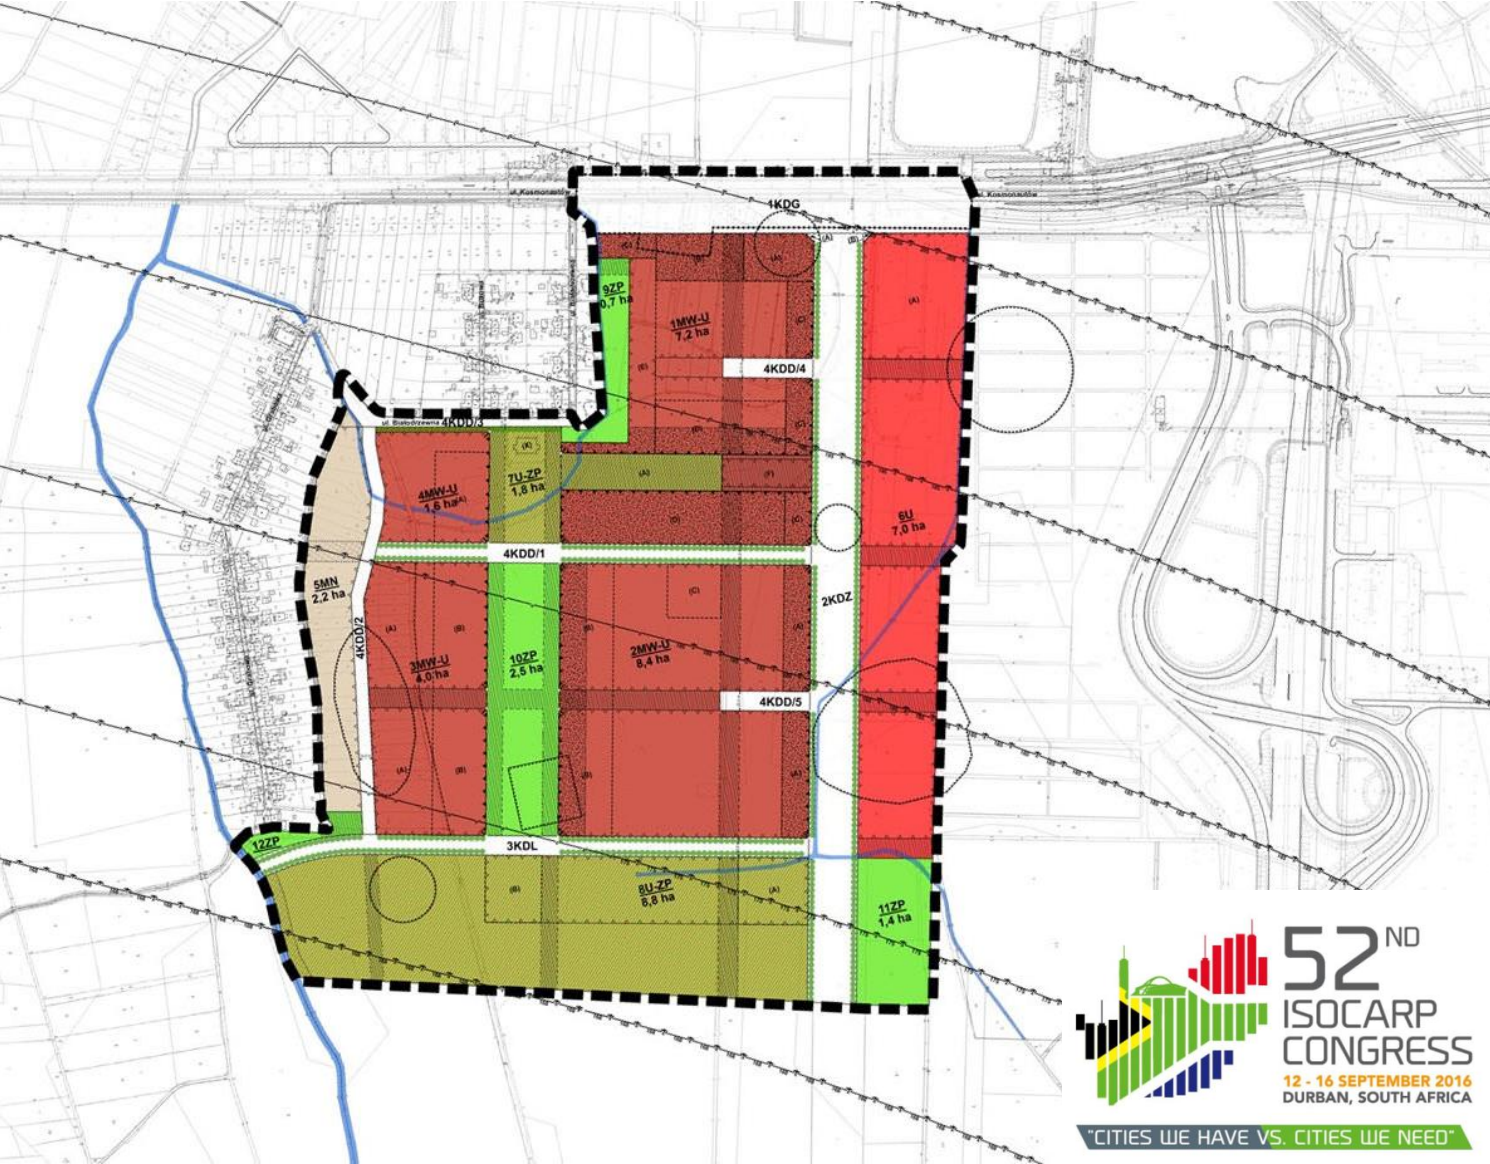 ul. Kosmonautów
ul. Kosmonautów
1KDG
(A)
(B)
(C)
(A)
9ZP
0,7 ha
(A)
1MW-U
7,2 ha
(C)
(E)
4KDD/4
ul. Białodrzewna
4KDD/3
(C)
(K)
7U-ZP
1,8 ha
(A)
(F)
4MW-U
1,6 ha
(A)
(D)
(C)
6U
7,0 ha
4KDD/1
5MN
2,2 ha
(C)
2KDZ
4KDD/2
(A)
(B)
(B)
(A)
3MW-U
4,0 ha
10ZP
2,5 ha
2MW-U
8,4 ha
4KDD/5
(A)
(B)
(B)
(A)
12ZP
3KDL
(B)
8U-ZP
8,8 ha
(A)
11ZP
1,4 ha
52ND
ISOCARP
CONGRESS
12 - 16 SEPTEMBER 2016
DURBAN, SOUTH AFRICA
"CITIES WE HAVE VS. CITIES WE NEED"